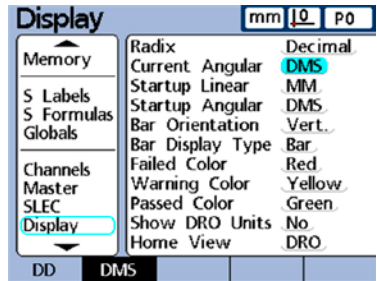 Display
mm 10 P0
Memory
S Labels
S Formulas
Globals
Channels
Master
SLEC
Display
Radix Decimal
Current Angular DMS
Startup Linear MM
Startup Angular DMS
Bar Orientation Vert.
Bar Display Type Bar
Failed Color Red
Warning Color Yellow
Passed Color Green
Show DRO Units No
Home View DRO
DD DMS